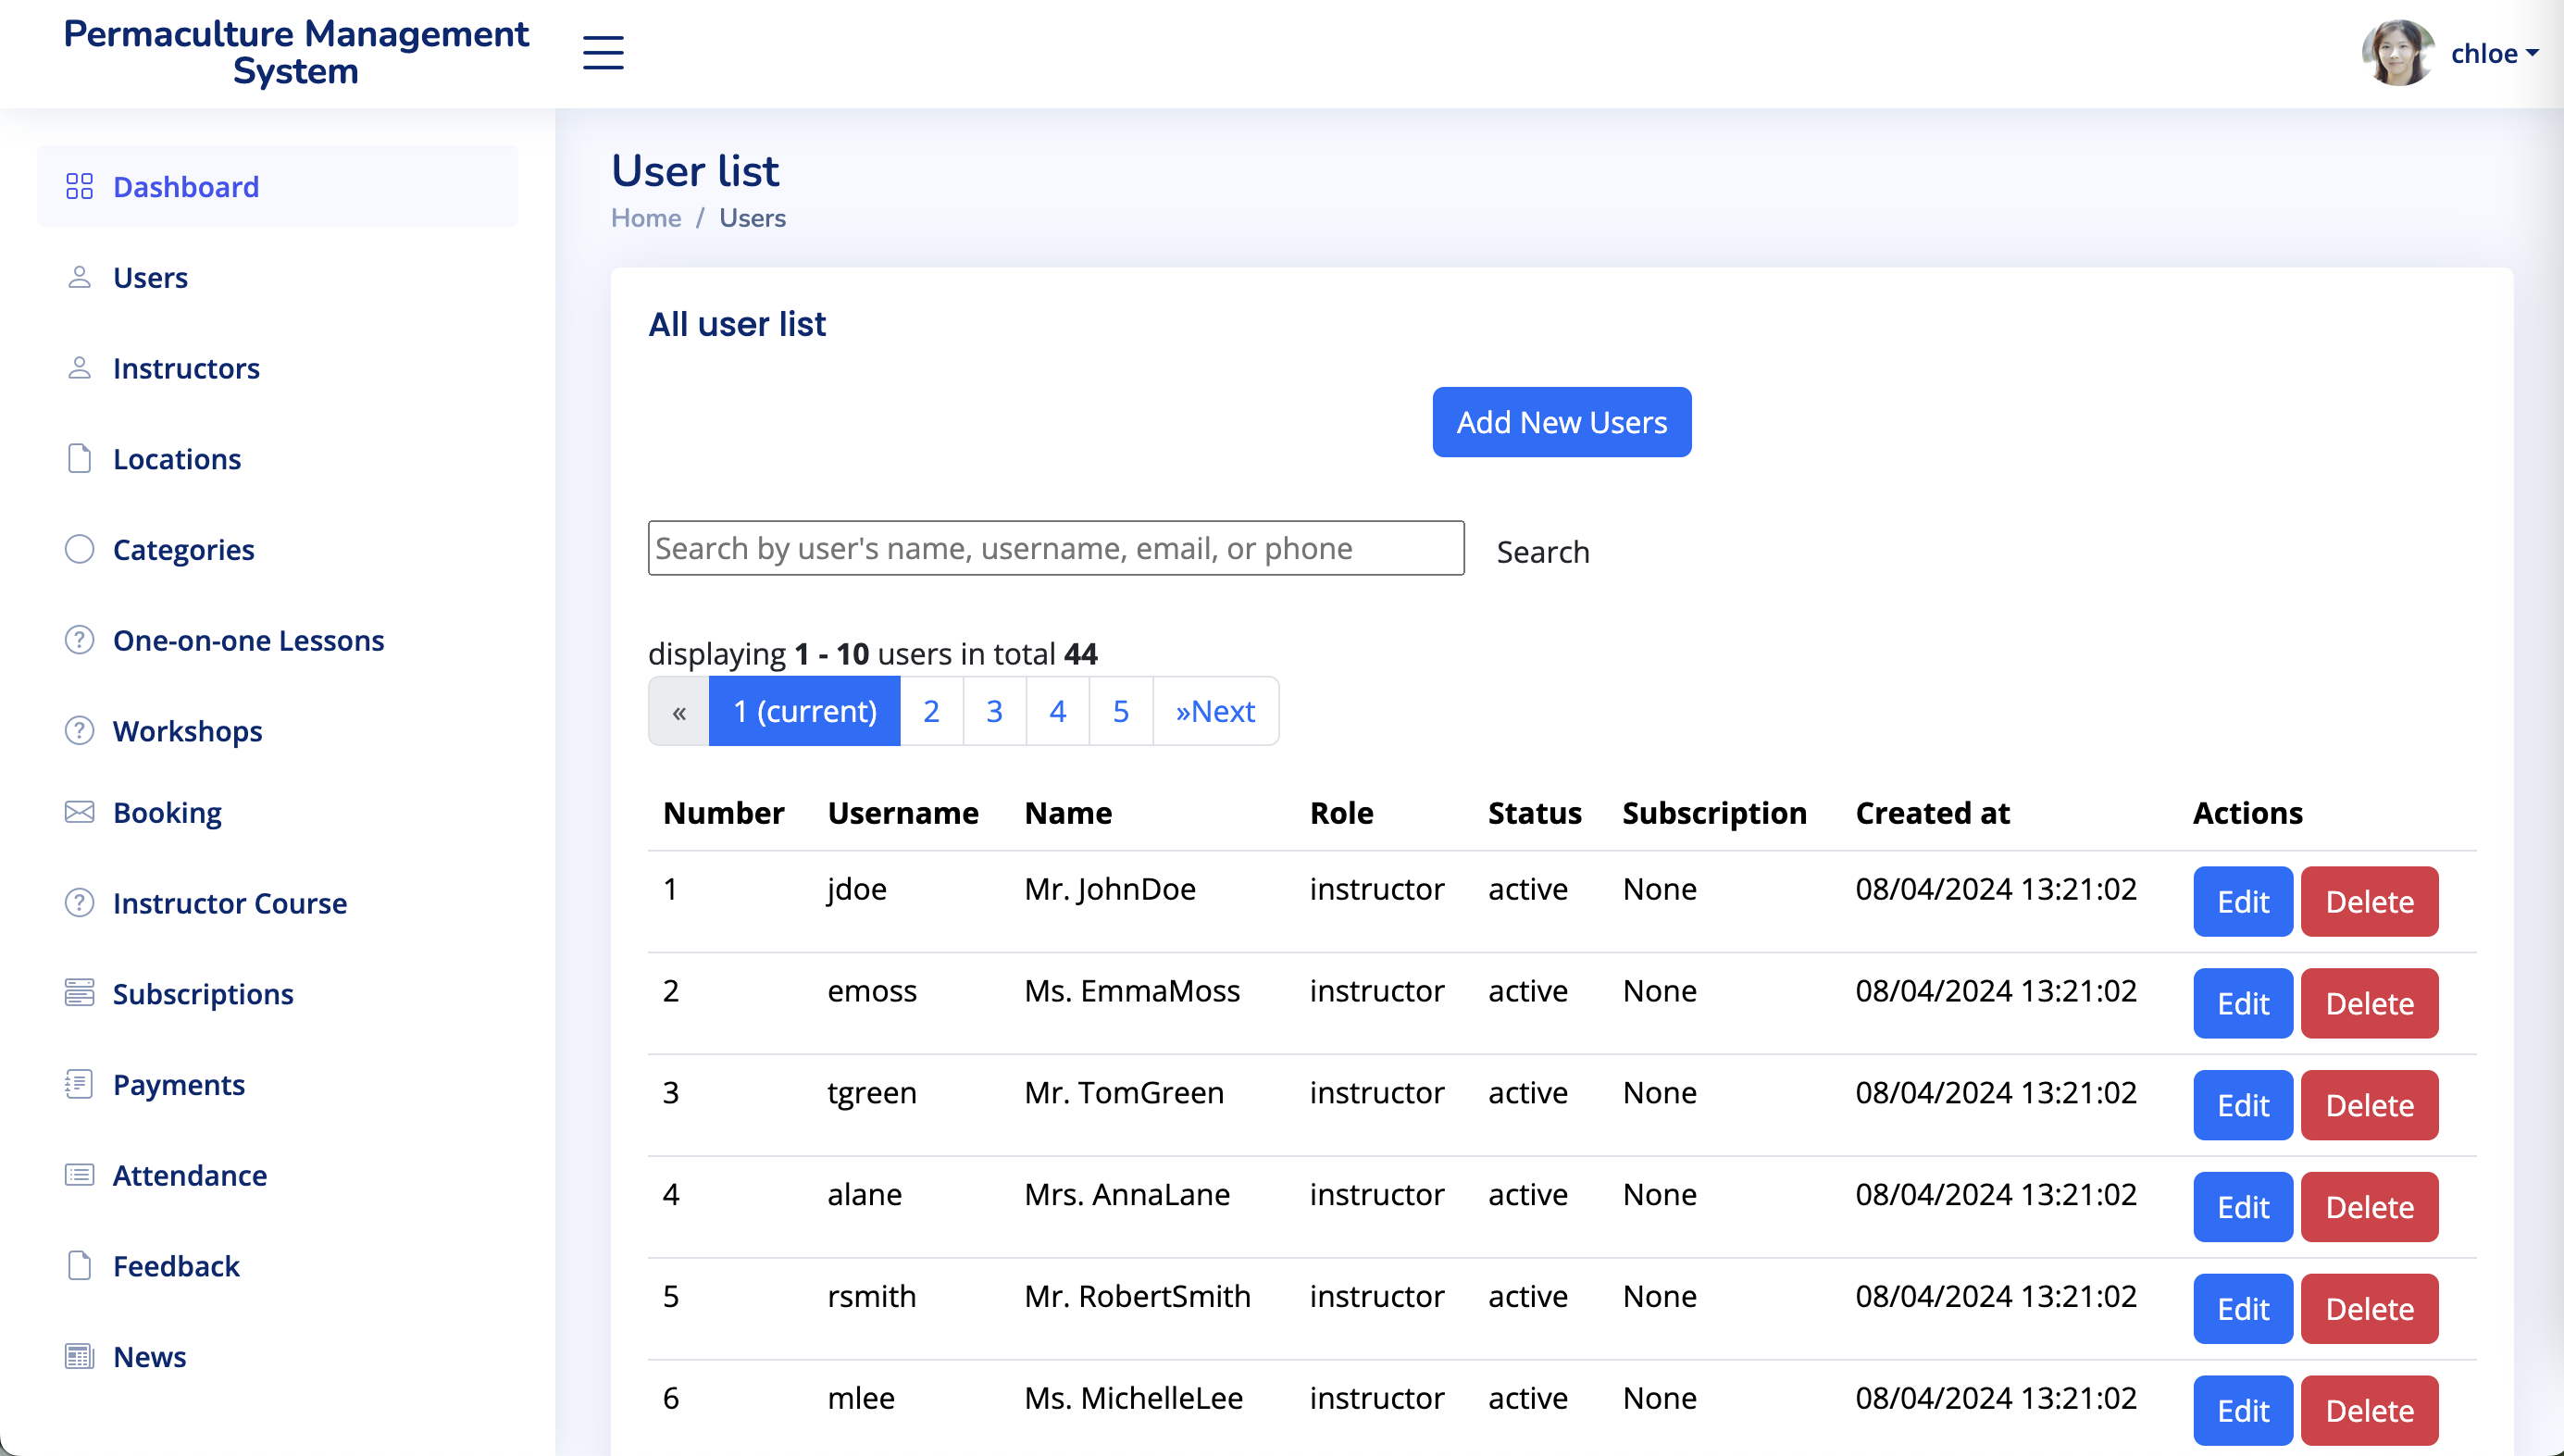 Permaculture Management
System
chloe
Dashboard
Users
Instructors
Locations
Categories
One-on-one Lessons
Workshops
Booking
Instructor Course
Subscriptions
Payments
Attendance
Feedback
News
User list
Home / Users
All user list
Add New Users
Search by user's name, username, email, or phone Search
displaying 1 - 10 users in total 44
« 1 (current) 2 3 4 5 »Next
Number Username Name Role Status Subscription Created at Actions
1 jdoe Mr. JohnDoe instructor active None 08/04/2024 13:21:02 Edit Delete
2 emoss Ms. EmmaMoss instructor active None 08/04/2024 13:21:02 Edit Delete
3 tgreen Mr. TomGreen instructor active None 08/04/2024 13:21:02 Edit Delete
4 alane Mrs. AnnaLane instructor active None 08/04/2024 13:21:02 Edit Delete
5 rsmith Mr. RobertSmith instructor active None 08/04/2024 13:21:02 Edit Delete
6 mlee Ms. MichelleLee instructor active None 08/04/2024 13:21:02 Edit Delete